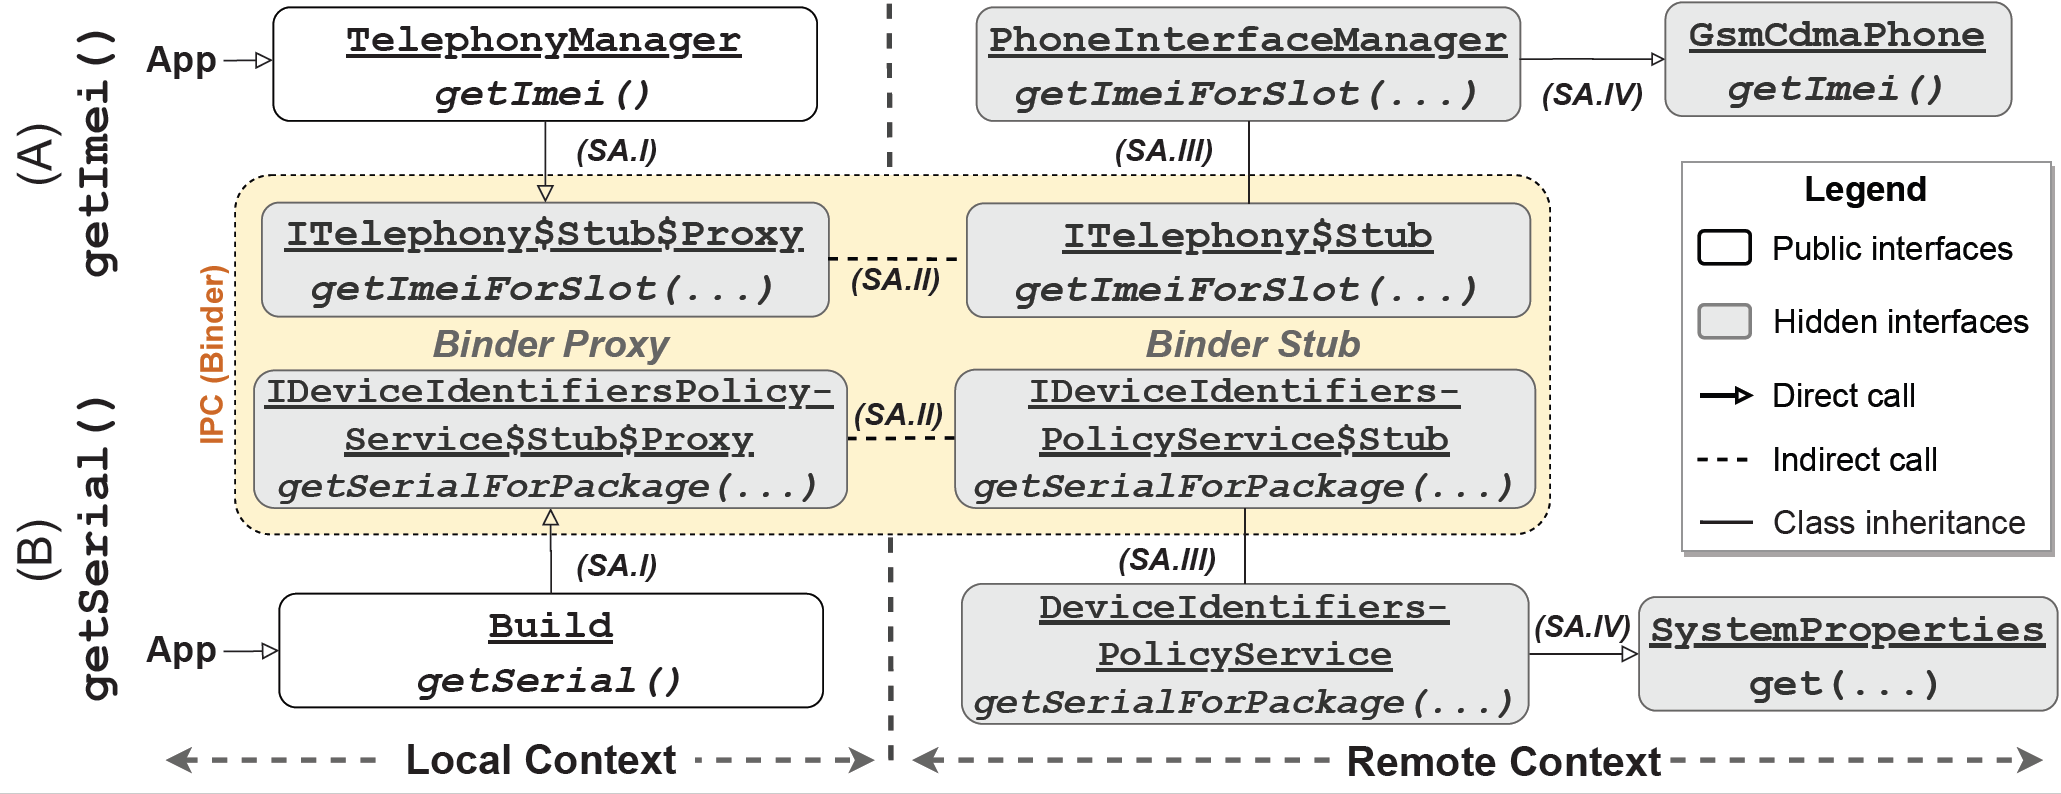 (A)
getImei()
App
TelephonyManager
getImei()
(SA.I)
PhoneInterfaceManager
getImeiForSlot(...)
(SA.III)
(SA.IV)
GsmCdmaPhone
getImei()
IPC (Binder)
ITelephony$Stub$Proxy
getImeiForSlot(...)
(SA.II)
ITelephony$Stub
getImeiForSlot(...)
Binder Proxy
Binder Stub
IDeviceIdentifiersPolicy-
Service$Stub$Proxy
getSerialForPackage(...)
(SA.II)
IDeviceIdentifiers-
PolicyService$Stub
getSerialForPackage(...)
Legend
Public interfaces
Hidden interfaces
Direct call
Indirect call
Class inheritance
(B)
getSerial()
App
(SA.I)
Build
getSerial()
(SA.III)
DeviceIdentifiers-
PolicyService
getSerialForPackage(...)
(SA.IV)
SystemProperties
get(...)
Local Context
Remote Context